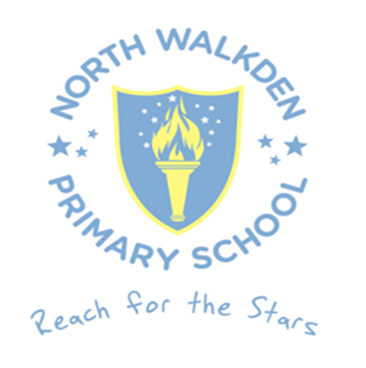 NORTH WALKDEN
PRIMARY SCHOOL
Reach for the Stars